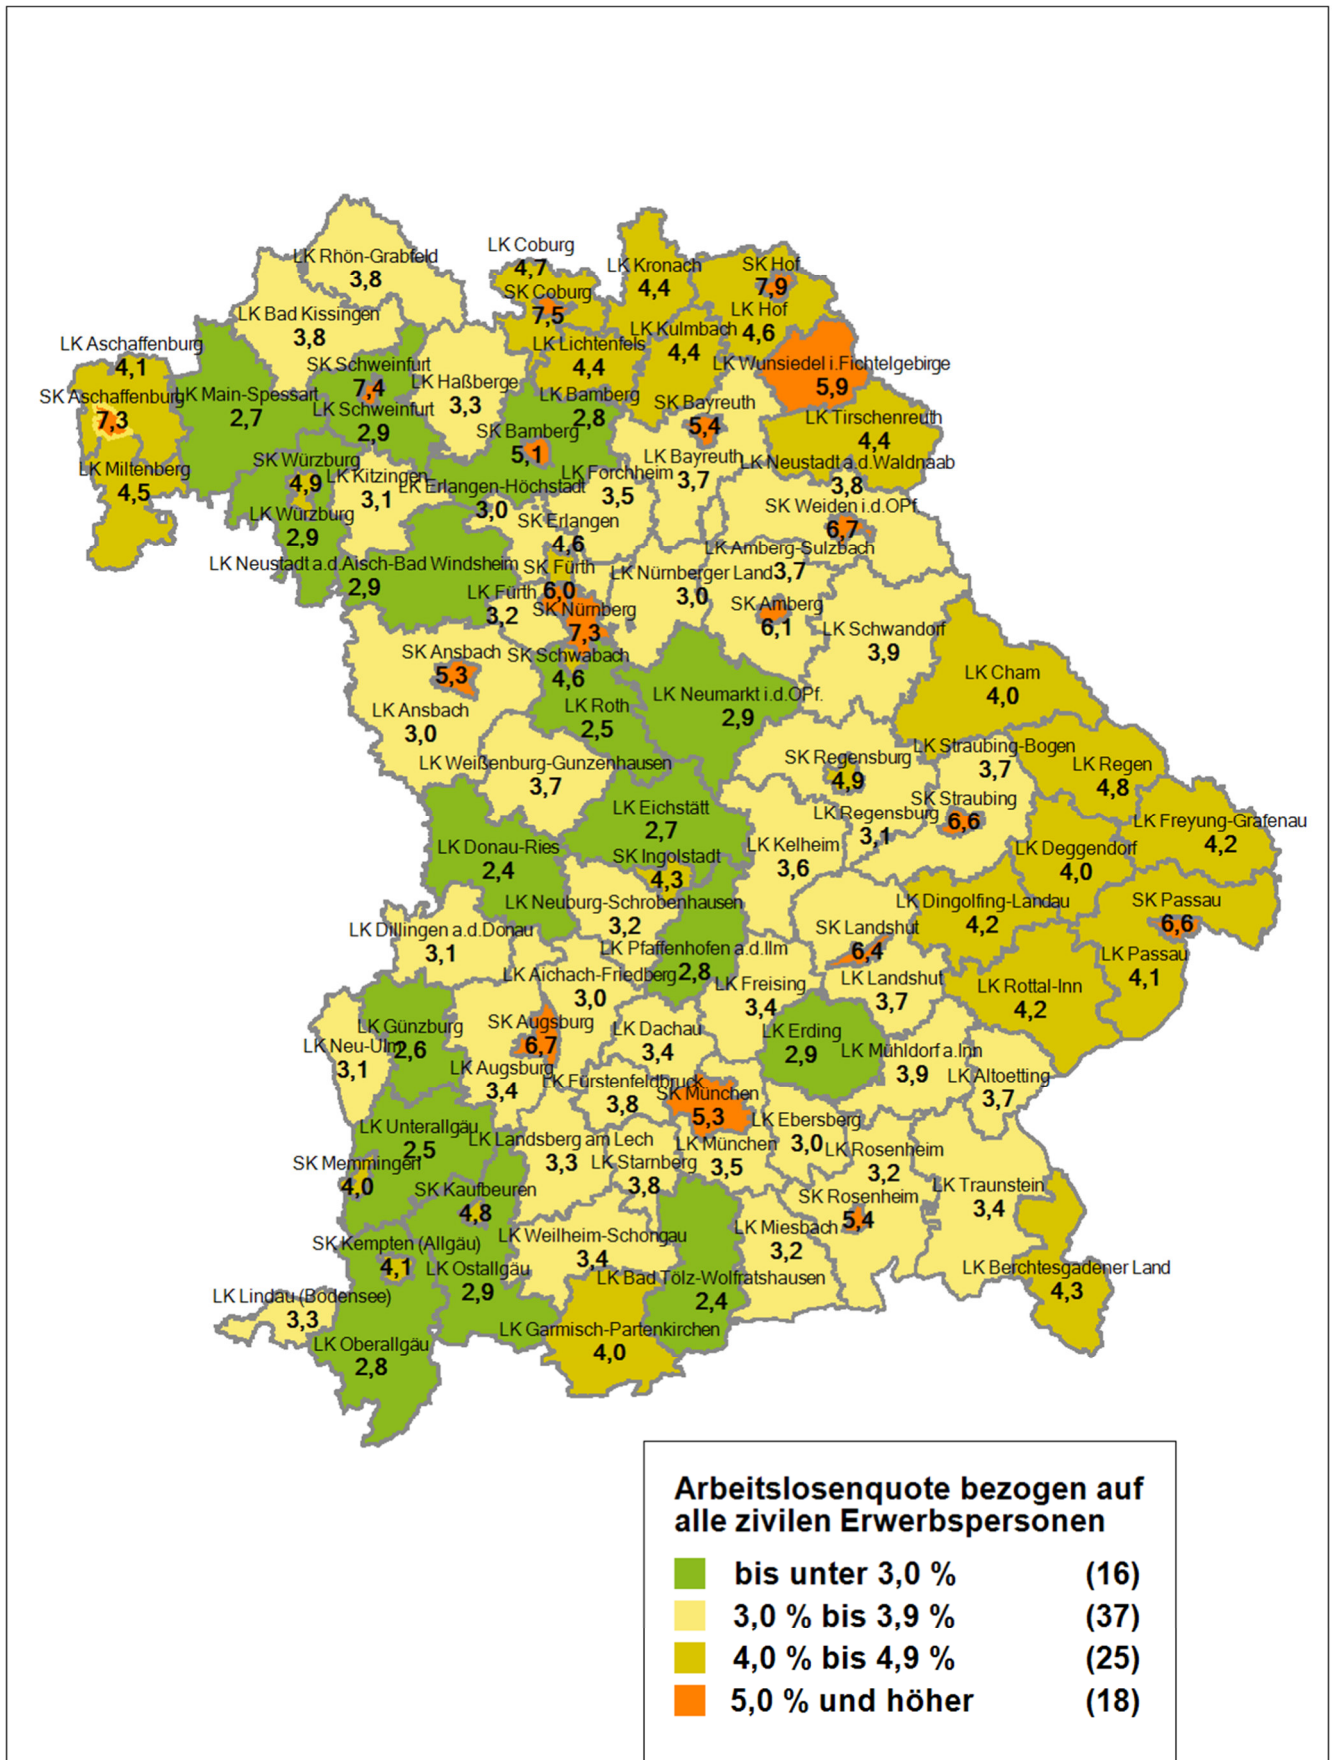 LK Coburg
4,7
LK Rhön-Grabfeld
3,8
LK Kronach
4,4
SK Hof
7,9
SK Coburg
7,5
LK Bad Kissingen
3,8
LK Hof
4,6
LK Kulmbach
4,4
LK Aschaffenburg
4,1
LK Lichtenfels
4,4
SK Schweinfurt
7,4
LK Wunsiedel i.Fichtelgebirge
5,9
LK Haßberge
3,3
SK Aschaffenburg
7,3
LK Main-Spessart
2,7
LK Bamberg
2,8
SK Bayreuth
5,4
LK Schweinfurt
2,9
LK Tirschenreuth
4,4
SK Bamberg
5,1
LK Bayreuth
3,7
SK Würzburg
4,9
LK Neustadt a.d.Waldnaab
3,8
LK Miltenberg
4,5
LK Kitzingen
3,1
LK Forchheim
3,5
LK Erlangen-Höchstadt
3,0
SK Weiden i.d.OPf.
6,7
LK Würzburg
2,9
SK Erlangen
4,6
LK Amberg-Sulzbach
3,7
LK Neustadt a.d.Aisch-Bad Windsheim
2,9
SK Fürth
6,0
LK Nürnberger Land
3,0
LK Fürth
3,2
SK Amberg
6,1
SK Nürnberg
7,3
LK Schwandorf
3,9
SK Ansbach
5,3
SK Schwabach
4,6
LK Cham
4,0
LK Neumarkt i.d.OPf.
2,9
LK Roth
2,5
LK Ansbach
3,0
LK Straubing-Bogen
3,7
SK Regensburg
4,9
LK Weißenburg-Gunzenhausen
3,7
LK Regen
4,8
SK Straubing
6,6
LK Eichstätt
2,7
LK Regensburg
3,1
LK Freyung-Grafenau
4,2
LK Kelheim
3,6
LK Donau-Ries
2,4
LK Deggendorf
4,0
SK Ingolstadt
4,3
LK Neuburg-Schrobenhausen
3,2
LK Dingolfing-Landau
4,2
SK Passau
6,6
LK Dillingen a.d.Donau
3,1
SK Landshut
6,4
LK Pfaffenhofen a.d.Ilm
2,8
LK Passau
4,1
LK Aichach-Friedberg
3,0
LK Freising
3,4
LK Landshut
3,7
LK Rottal-Inn
4,2
LK Günzburg
2,6
SK Augsburg
6,7
LK Dachau
3,4
LK Erding
2,9
LK Neu-Ulm
3,1
LK Mühldorf a.Inn
3,9
LK Augsburg
3,4
LK Altoetting
3,7
LK Fürstenfeldbruck
3,8
SK München
5,3
LK Ebersberg
3,0
LK Unterallgäu
2,5
LK Landsberg am Lech
3,3
LK München
3,5
LK Rosenheim
3,2
SK Memmingen
4,0
LK Starnberg
3,8
LK Traunstein
3,4
SK Kaufbeuren
4,8
SK Rosenheim
5,4
LK Miesbach
3,2
LK Weilheim-Schongau
3,4
SK Kempten (Allgäu)
4,1
LK Ostallgäu
2,9
LK Berchtesgadener Land
4,3
LK Bad Tölz-Wolfratshausen
2,4
LK Lindau (Bodensee)
3,3
LK Garmisch-Partenkirchen
4,0
LK Oberallgäu
2,8
Arbeitslosenquote bezogen auf
alle zivilen Erwerbspersonen
bis unter 3,0 % (16)
3,0 % bis 3,9 % (37)
4,0 % bis 4,9 % (25)
5,0 % und höher (18)